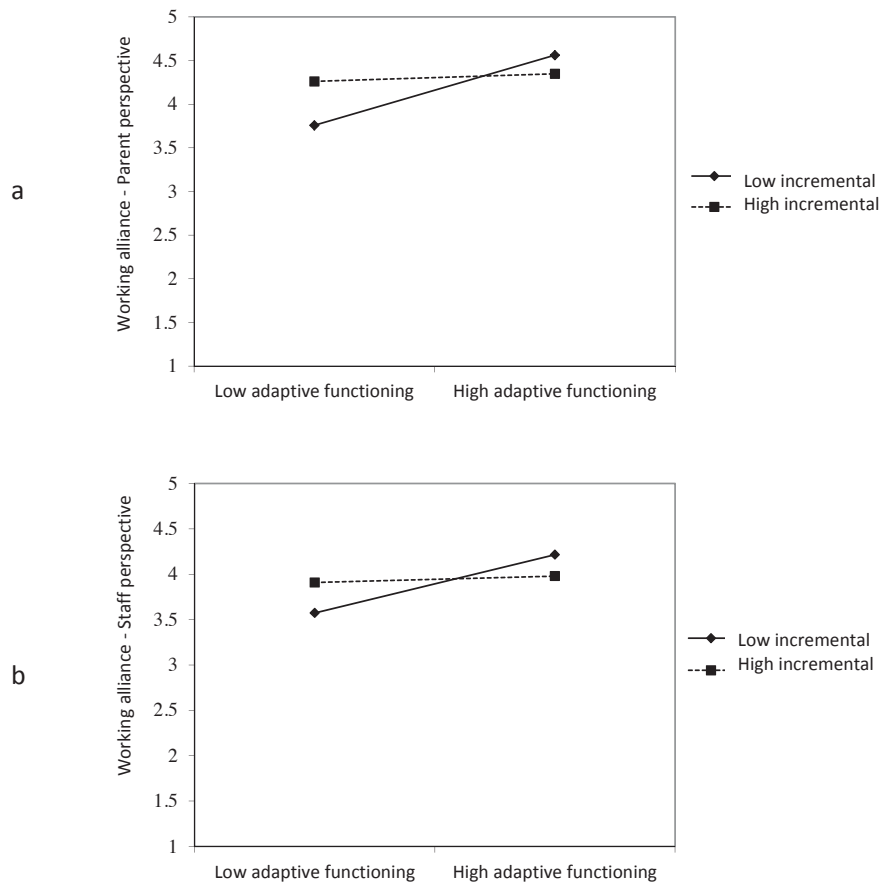 a
Working alliance - Parent perspective
5
4.5
4
3.5
3
2.5
2
1.5
1
Low adaptive functioning
High adaptive functioning
Low incremental
High incremental
b
Working alliance - Staff perspective
5
4.5
4
3.5
3
2.5
2
1.5
1
Low adaptive functioning
High adaptive functioning
Low incremental
High incremental